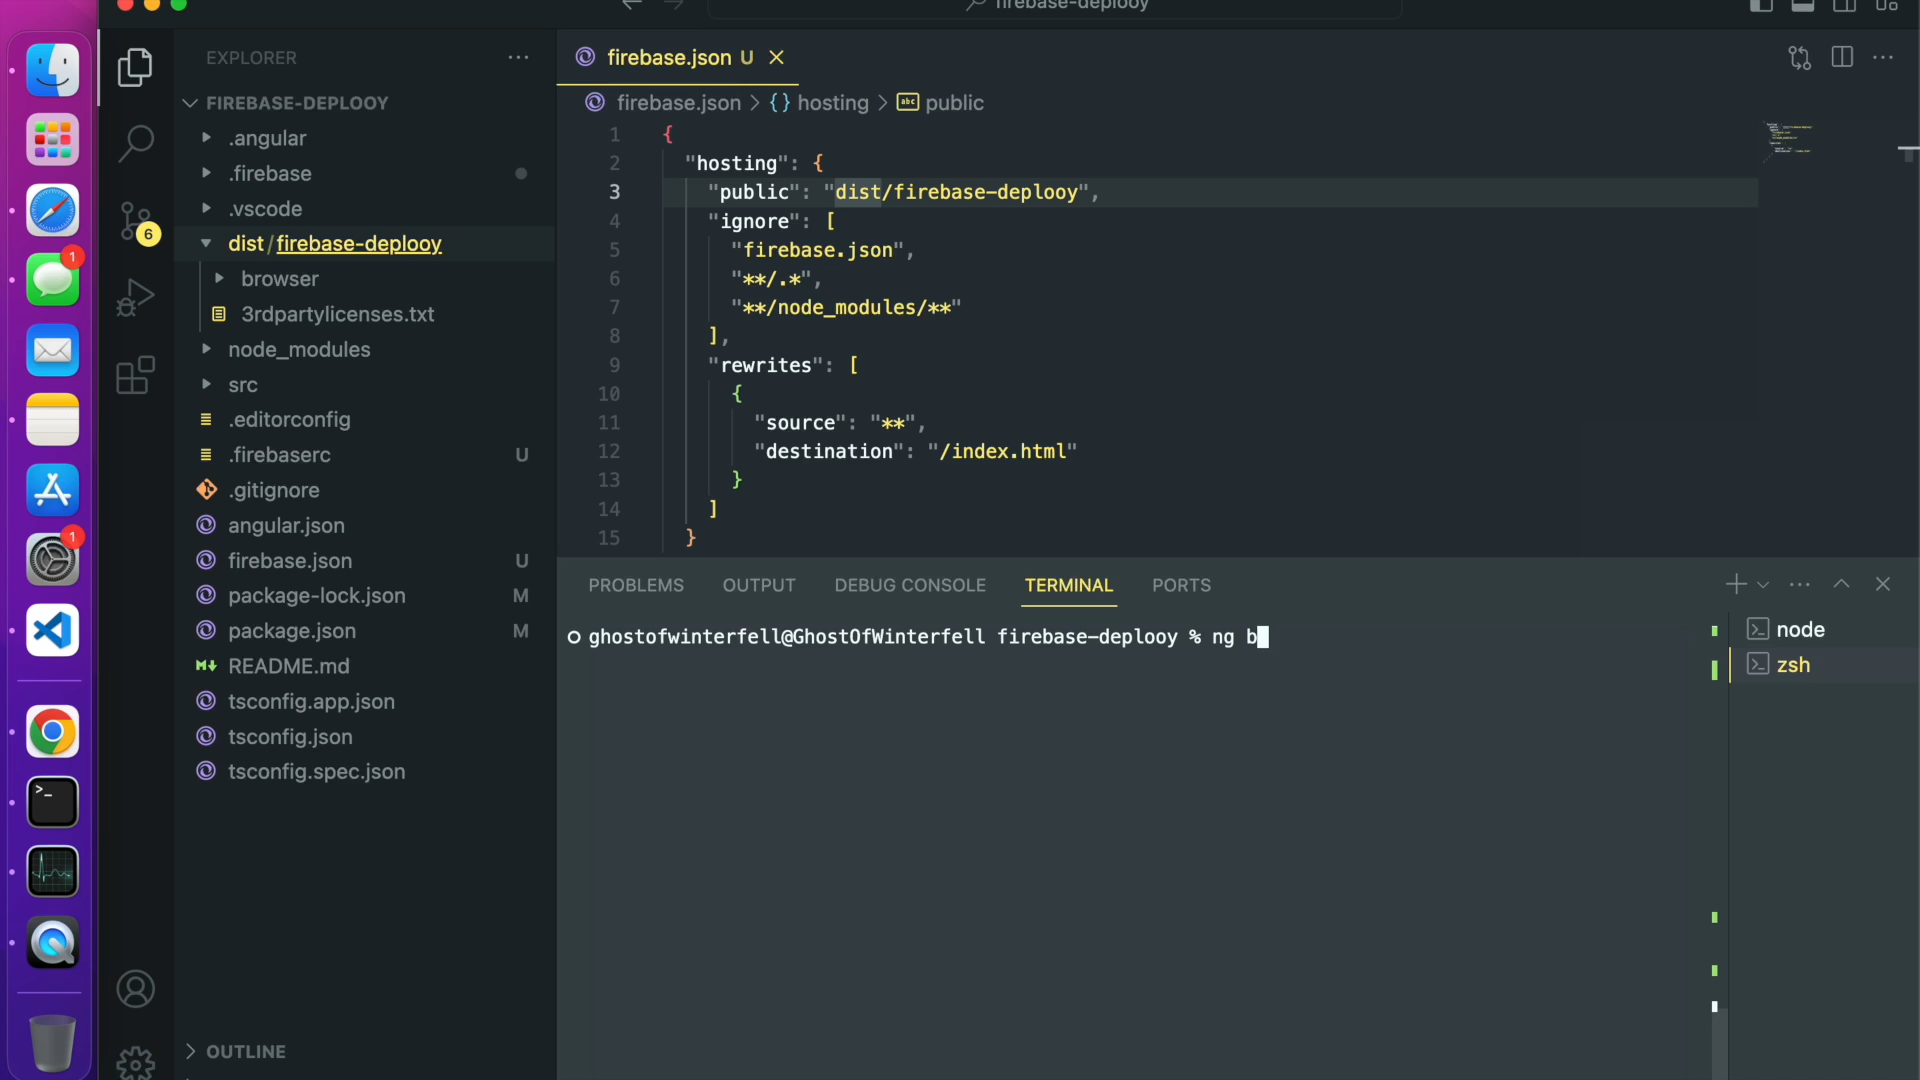 firebase-deplooy
EXPLORER
FIREBASE-DEPLOOY
.angular
.firebase
.vscode
dist/firebase-deplooy
browser
3rdpartylicenses.txt
node_modules
src
.editorconfig
.firebaserc U
.gitignore
angular.json
firebase.json U
package-lock.json M
package.json M
README.md
tsconfig.app.json
tsconfig.json
tsconfig.spec.json
OUTLINE
6
1
1
firebase.json U
firebase.json > {} hosting > abc public
1 {
2 "hosting": {
3 "public": "dist/firebase-deplooy",
4 "ignore": [
5 "firebase.json",
6 "**/.*",
7 "**/node_modules/**"
8 ],
9 "rewrites": [
10 {
11 "source": "**",
12 "destination": "/index.html"
13 }
14 ]
15 }
PROBLEMS OUTPUT DEBUG CONSOLE TERMINAL PORTS
ghostofwinterfell@GhostOfWinterfell firebase-deplooy % ng b
node
zsh